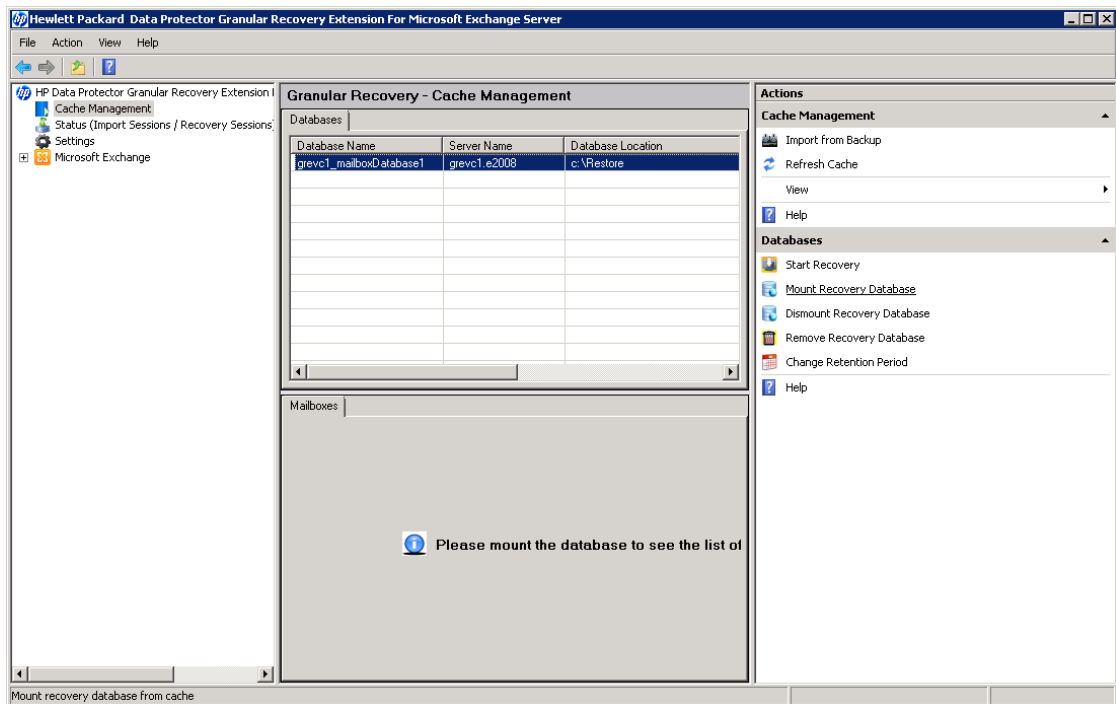 Hewlett Packard Data Protector Granular Recovery Extension For Microsoft Exchange Server
File Action View Help
HP Data Protector Granular Recovery Extension
Cache Management
Status (Import Sessions / Recovery Sessions)
Settings
Microsoft Exchange
Granular Recovery - Cache Management
Databases
Database Name Server Name Database Location
grevc1_mailboxDatabase1 grevc1.e2008 c:\Restore
Mailboxes
Please mount the database to see the list of
Actions
Cache Management
Import from Backup
Refresh Cache
View
Help
Databases
Start Recovery
Mount Recovery Database
Dismount Recovery Database
Remove Recovery Database
Change Retention Period
Help
Mount recovery database from cache